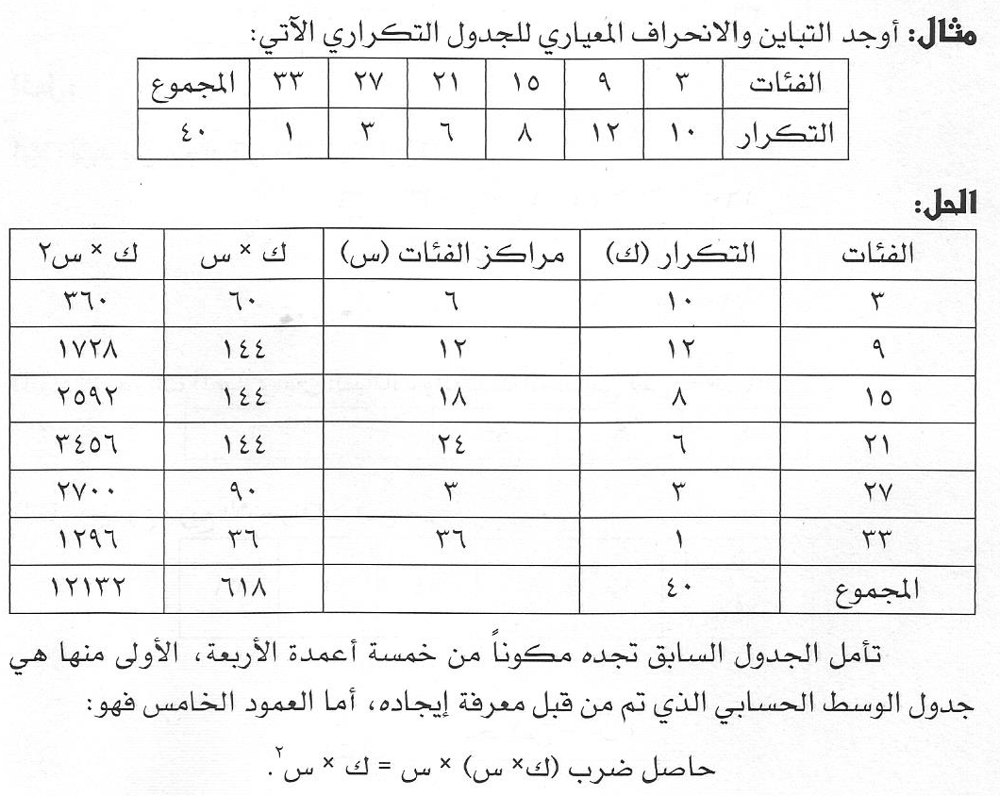 مثال: أوجد التباين والانحراف المعياري للجدول التكراري الآتي:
الفئات ٣ ٩ ١٥ ٢١ ٢٧ ٣٣ المجموع
التكرار ١٠ ١٢ ٨ ٦ ٣ ١ ٤٠
الحل:
الفئات التكرار (ك) مراكز الفئات (س) ك × س ك × س٢
٣ ١٠ ٦ ٦٠ ٣٦٠
٩ ١٢ ١٢ ١٤٤ ١٧٢٨
١٥ ٨ ١٨ ١٤٤ ٢٥٩٢
٢١ ٦ ٢٤ ١٤٤ ٣٤٥٦
٢٧ ٣ ٣ ٩٠ ٢٧٠٠
٣٣ ١ ٣٦ ٣٦ ١٢٩٦
المجموع ٤٠ ٦١٨ ١٢١٣٢
تأمل الجدول السابق تجده مكوناً من خمسة أعمدة الأربعة، الأولى منها هي
جدول الوسط الحسابي الذي تم من قبل معرفة إيجاده، أما العمود الخامس فهو:
حاصل ضرب (ك× س) × س = ك × س٢.